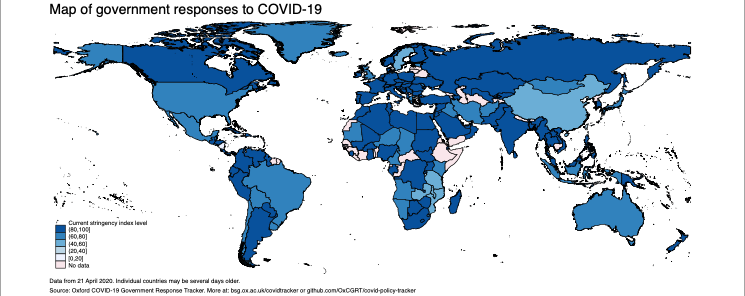 Map of government responses to COVID-19
Current stringency index level
(80,100]
(60,80]
(40,60]
(20,40]
[0,20]
No data
Data from 21 April 2020. Individual countries may be several days older.
Source: Oxford COVID-19 Government Response Tracker. More at: bsg.ox.ac.uk/covidtracker or github.com/OxCGRT/covid-policy-tracker